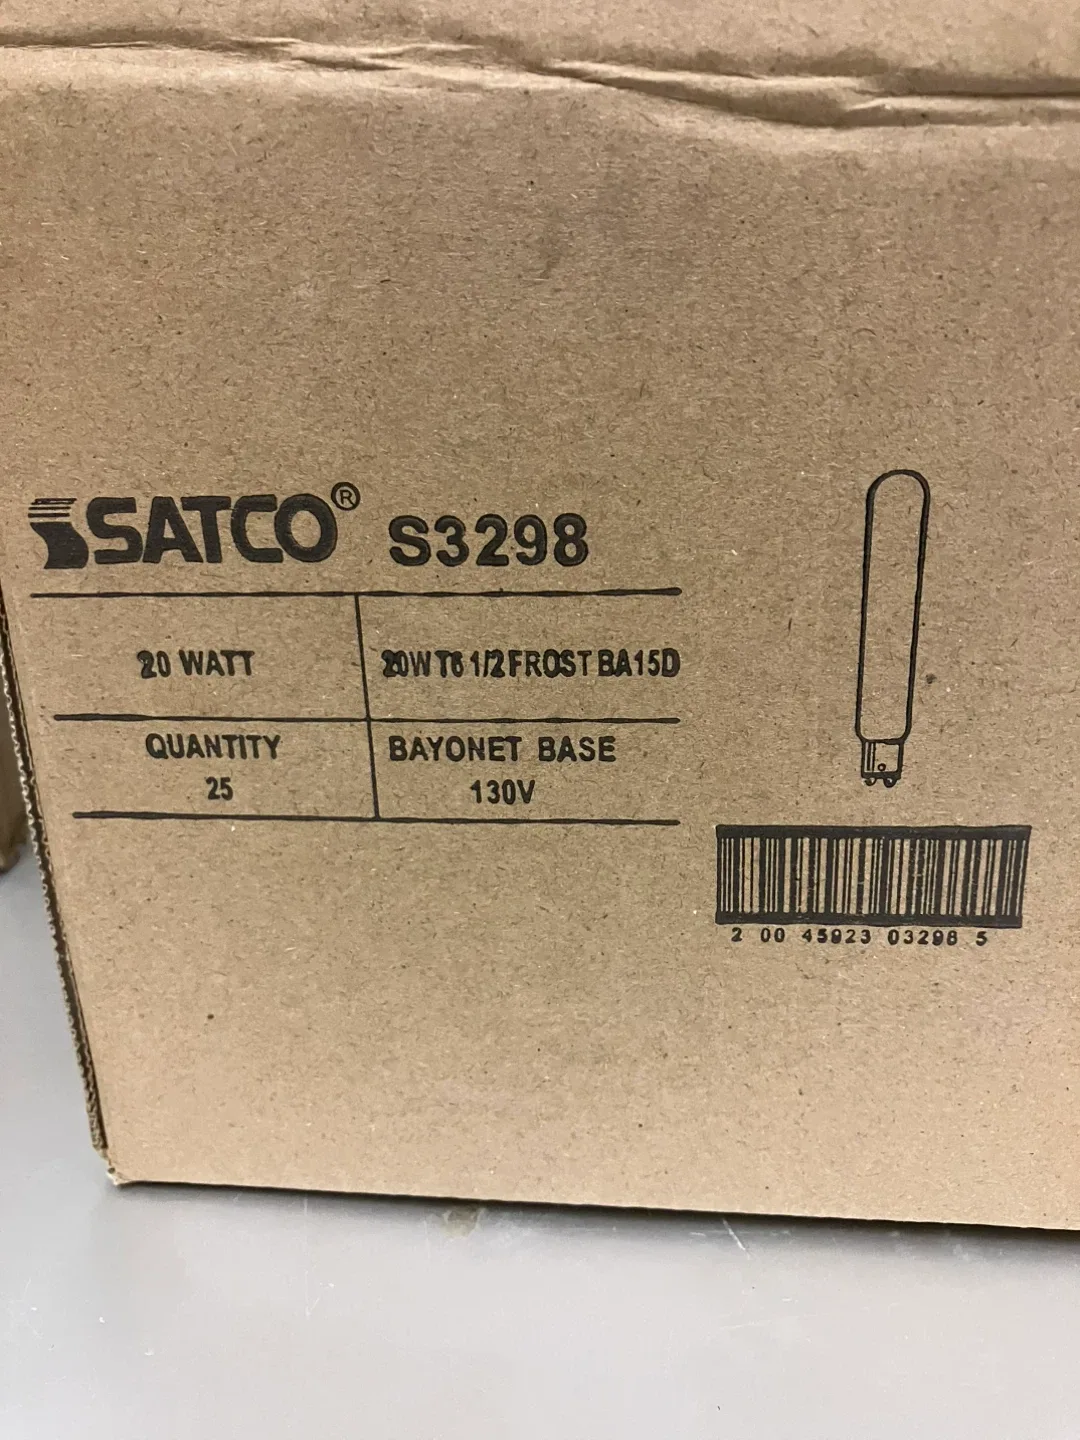 SATCO® S3298
20 WATT
20W T6 1/2 FROST BA15D
QUANTITY
25
BAYONET BASE
130V
2 00 45923 03298 5